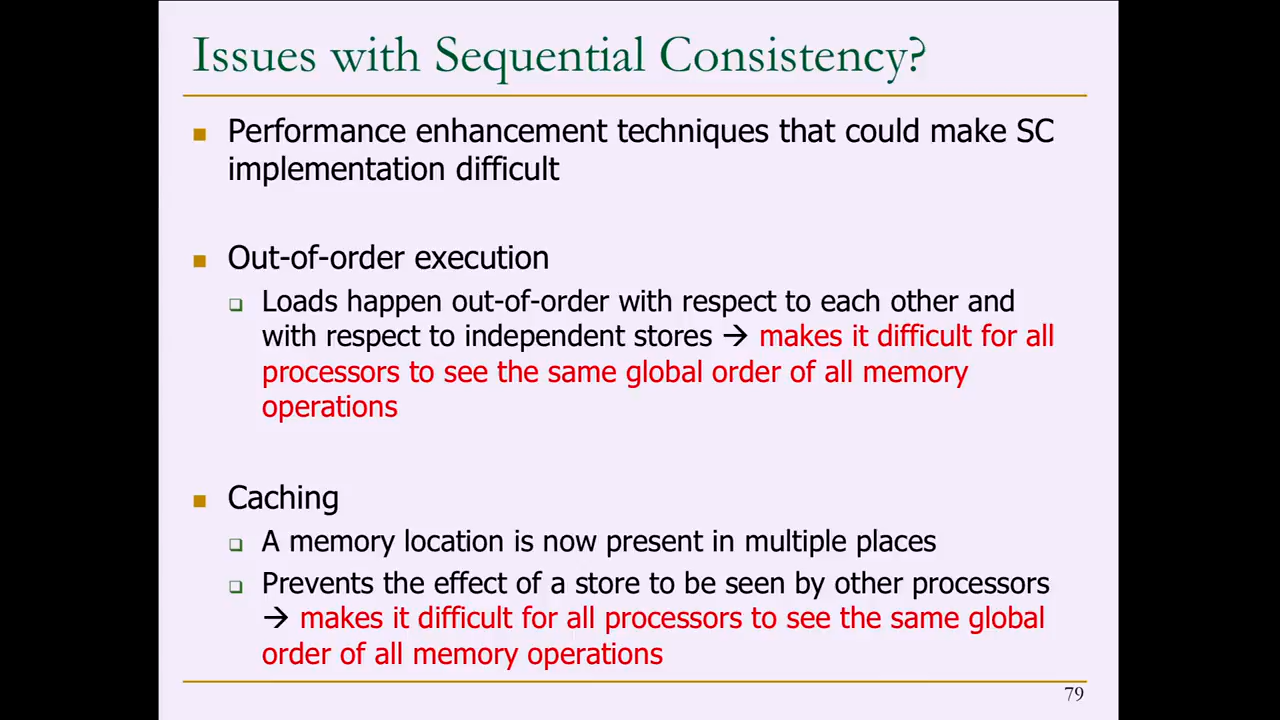 Issues with Sequential Consistency?
Performance enhancement techniques that could make SC
implementation difficult
Out-of-order execution
Loads happen out-of-order with respect to each other and
with respect to independent stores → makes it difficult for all
processors to see the same global order of all memory
operations
Caching
A memory location is now present in multiple places
Prevents the effect of a store to be seen by other processors
→ makes it difficult for all processors to see the same global
order of all memory operations
79